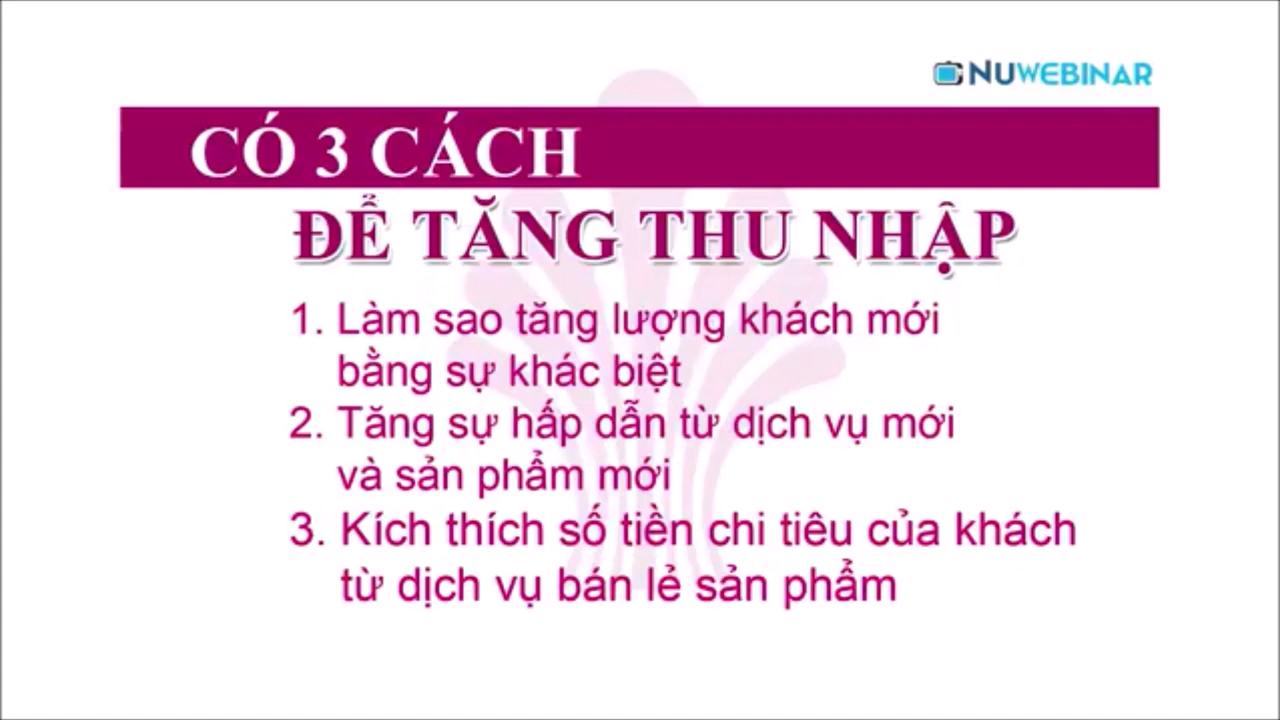 NUWEBINAR
CÓ 3 CÁCH
ĐỂ TĂNG THU NHẬP
1. Làm sao tăng lượng khách mới
bằng sự khác biệt
2. Tăng sự hấp dẫn từ dịch vụ mới
và sản phẩm mới
3. Kích thích số tiền chi tiêu của khách
từ dịch vụ bán lẻ sản phẩm